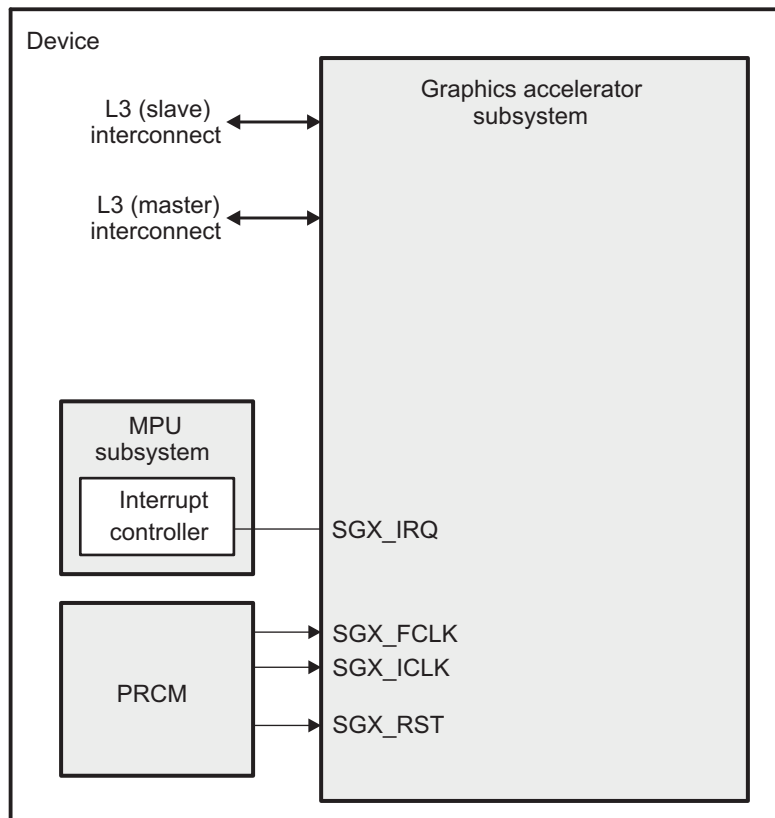 Device
Graphics accelerator
subsystem
L3 (slave)
interconnect
L3 (master)
interconnect
MPU
subsystem
Interrupt
controller
SGX_IRQ
PRCM
SGX_FCLK
SGX_ICLK
SGX_RST